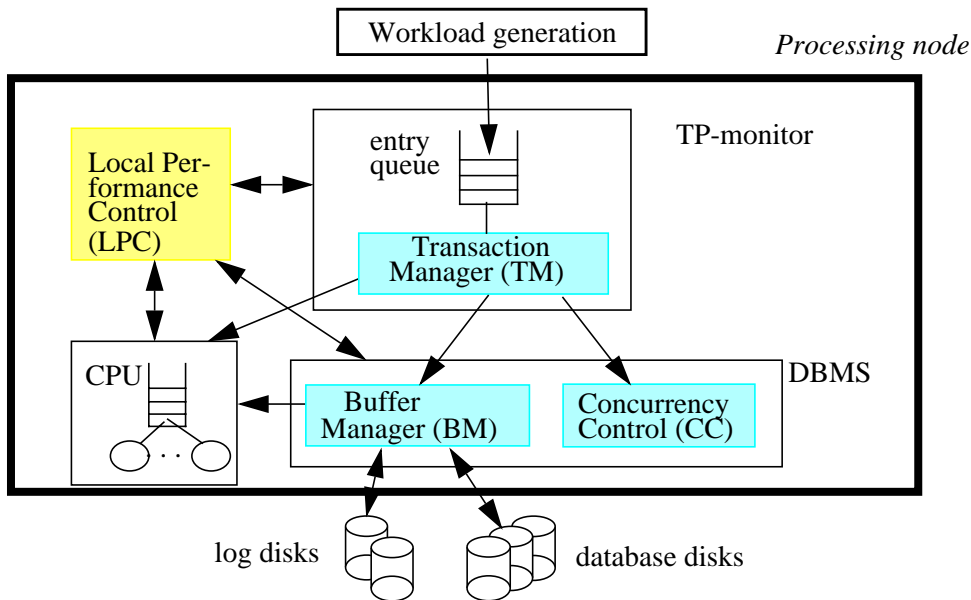 Workload generation
Processing node
entry
queue
TP-monitor
Local Per-
formance
Control
(LPC)
Transaction
Manager (TM)
CPU
. . .
DBMS
Buffer
Manager (BM)
Concurrency
Control (CC)
log disks
database disks